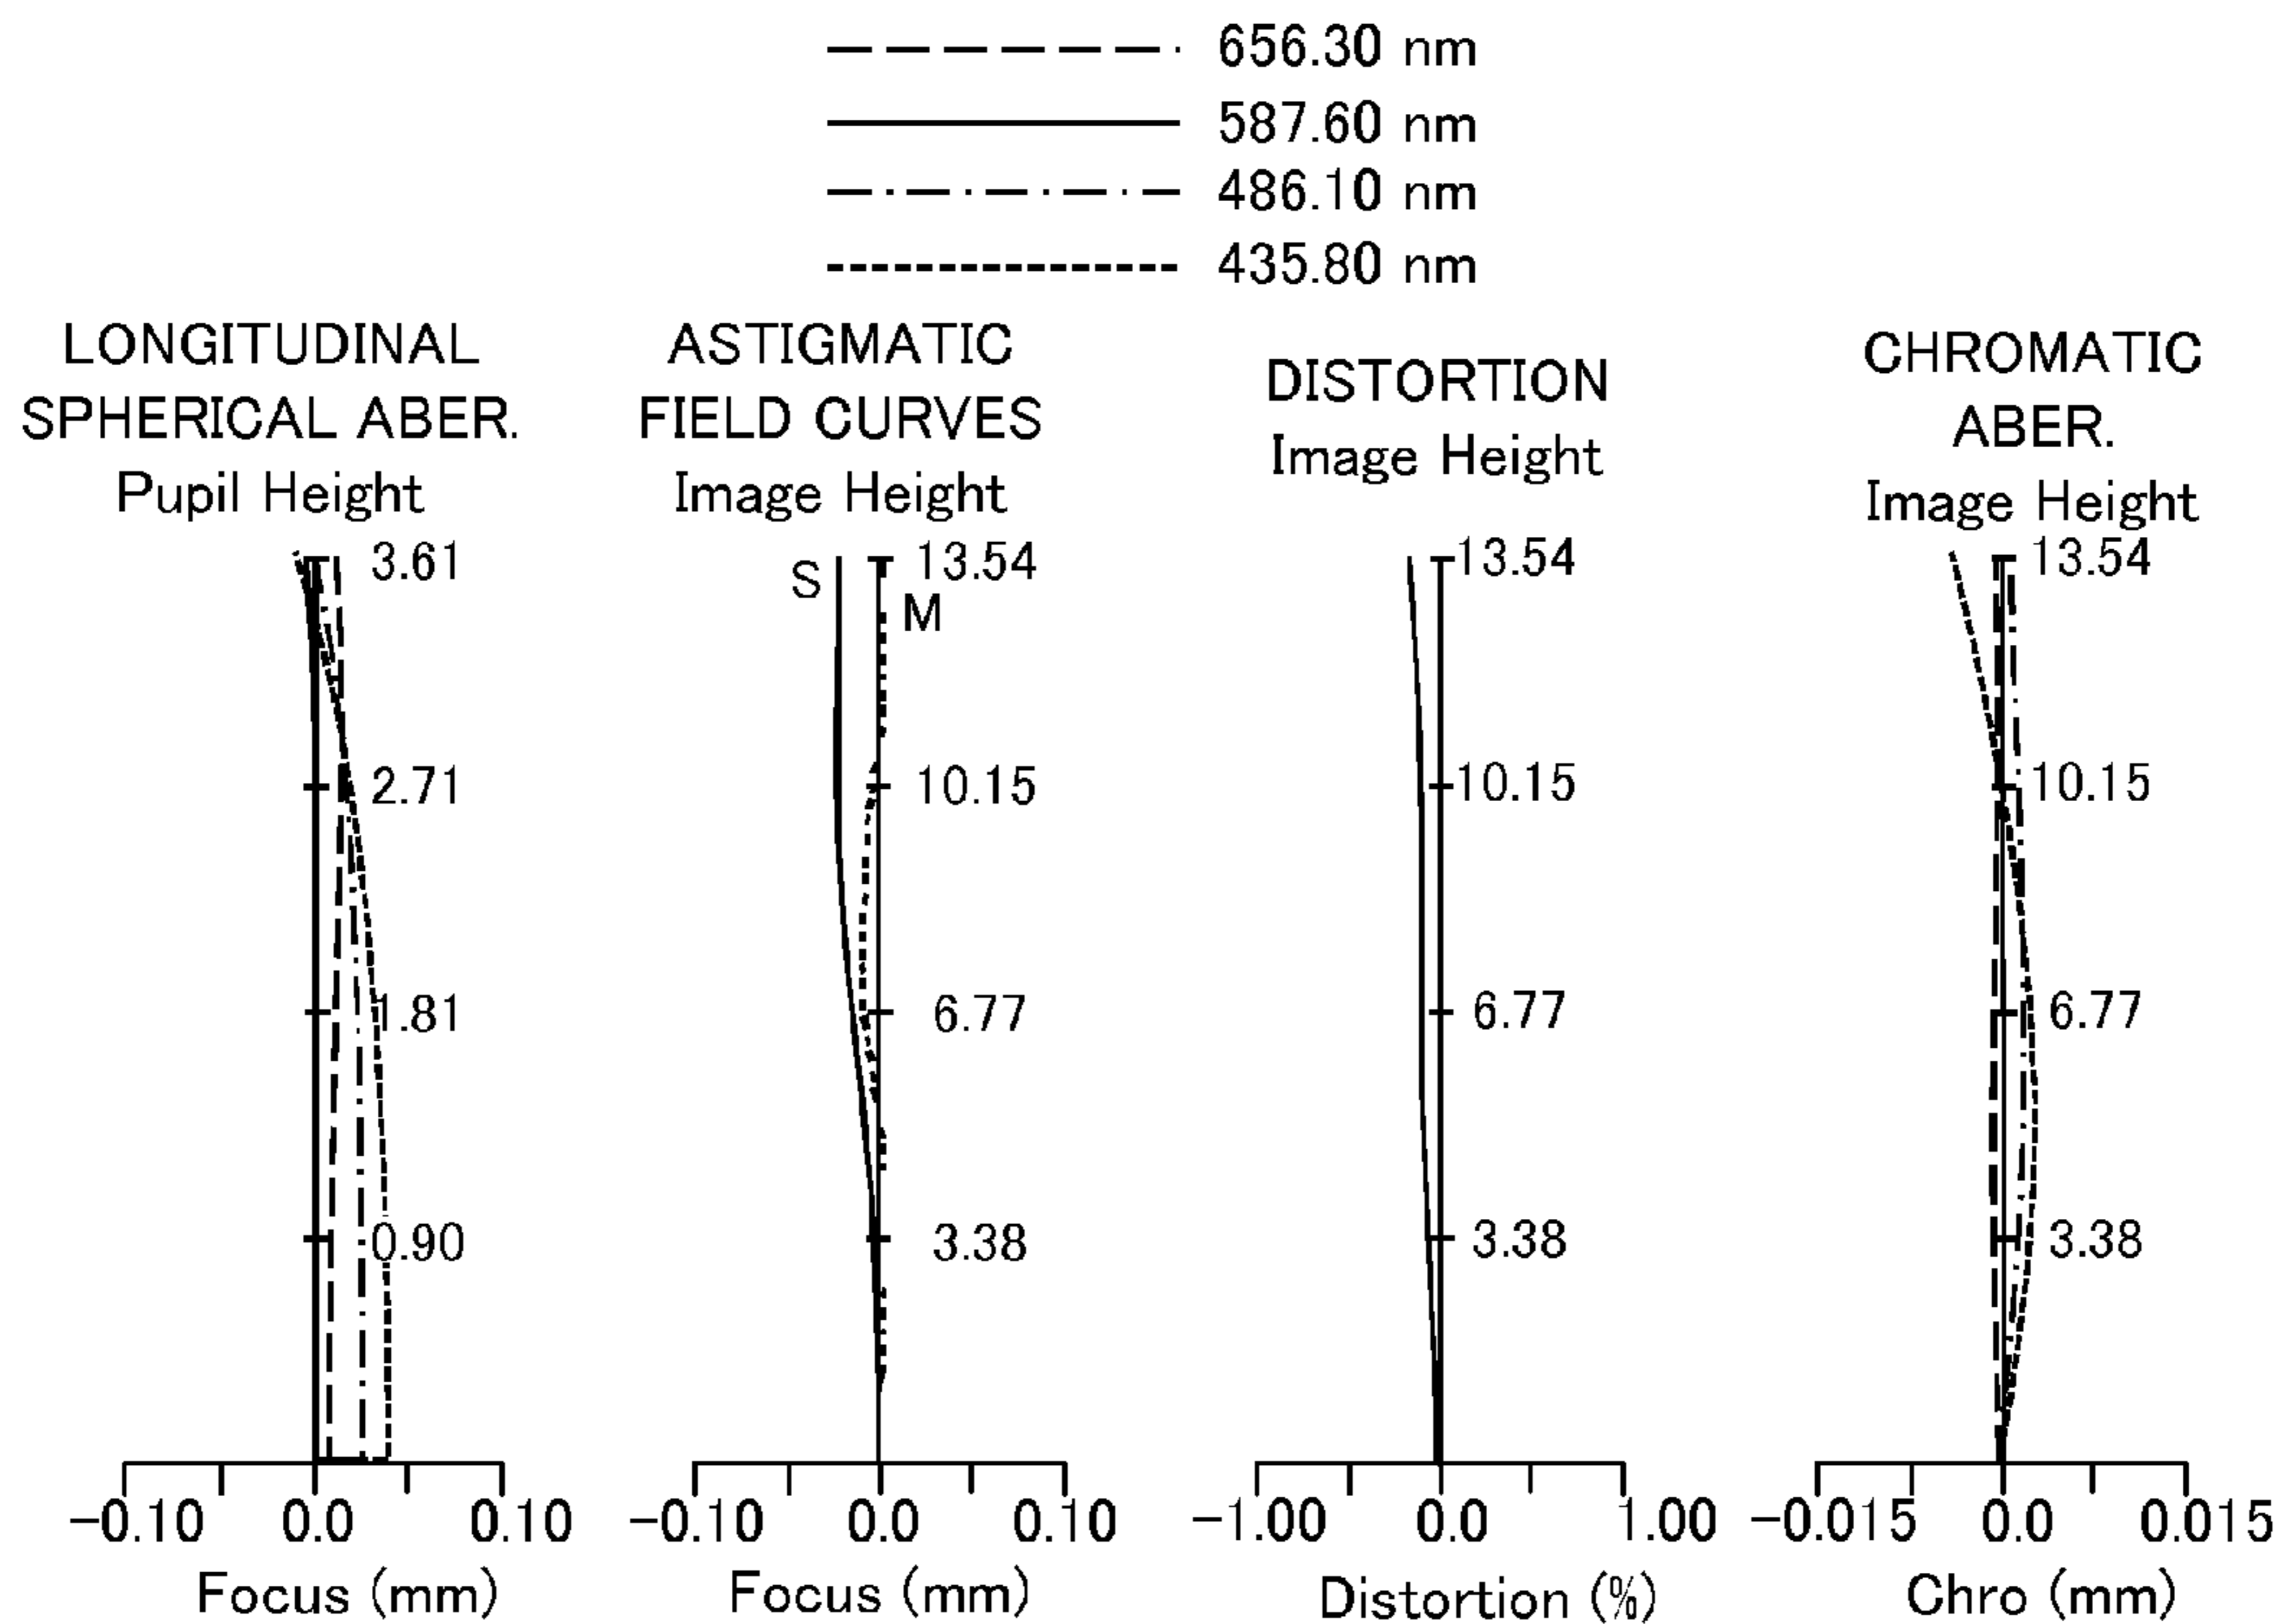 656.30 nm
587.60 nm
486.10 nm
435.80 nm
LONGITUDINAL
SPHERICAL ABER.
Pupil Height
3.61
2.71
1.81
0.90
-0.10 0.0 0.10
Focus (mm)
ASTIGMATIC
FIELD CURVES
Image Height
S
13.54
M
10.15
6.77
3.38
-0.10 0.0 0.10
Focus (mm)
DISTORTION
Image Height
13.54
10.15
6.77
3.38
-1.00 0.0 1.00
Distortion (%)
CHROMATIC
ABER.
Image Height
13.54
10.15
6.77
3.38
-0.015 0.0 0.015
Chro (mm)